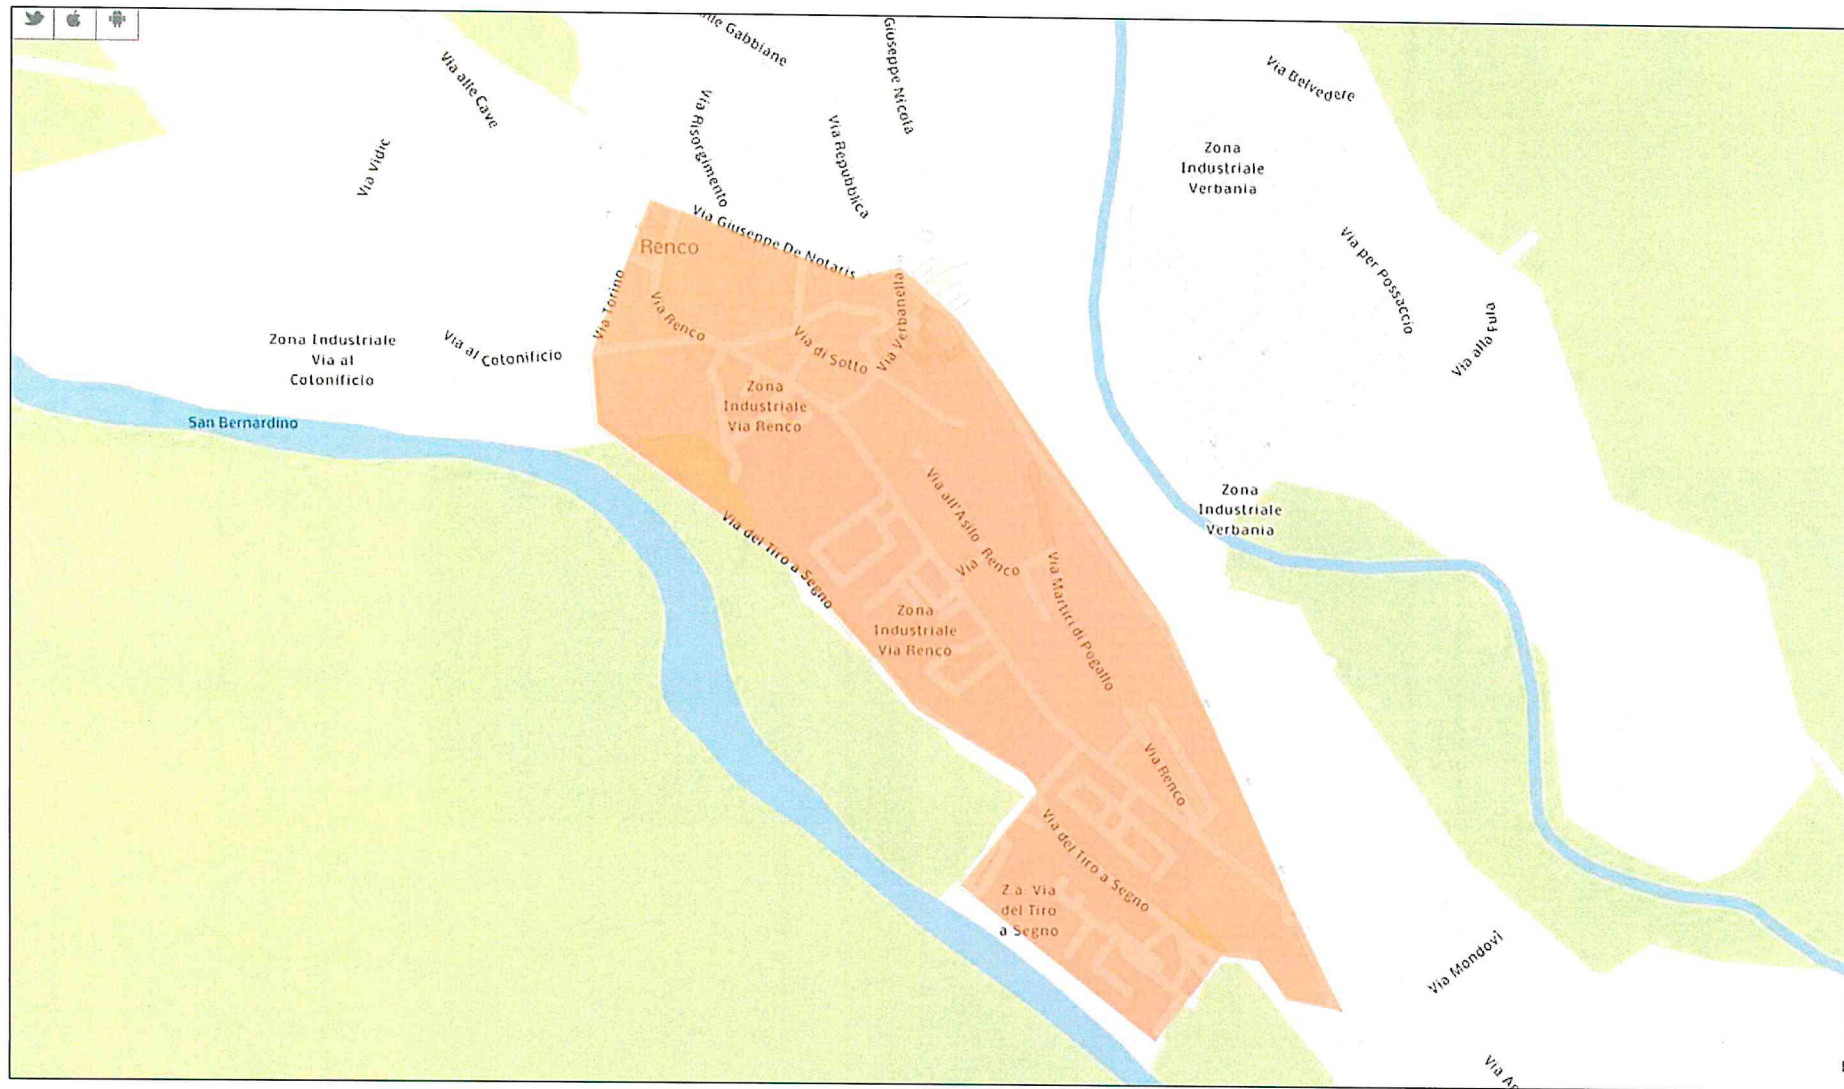 Gabbiane
Giuseppe Nicola
Via alle Cave
Via Belvedere
Via Risorgimento
Via Repubblica
Via Vidic
Zona
Industriale
Verbania
Via Giuseppe De Notaris
Renco
Via Torino
Via Renco
Via di Sotto
Via Verbanella
Via per Possaccio
Via alla Fula
Zona Industriale
Via al
Cotonificio
Via al Cotonificio
San Bernardino
Zona
Industriale
Via Renco
Via all'Asilo
Via Renco
Zona
Industriale
Verbania
Via del Tiro a Segno
Via Martiri di Pogallo
Zona
Industriale
Via Renco
Via Renco
Via del Tiro a Segno
Z.a. Via
del Tiro
a Segno
Via Mondovì
Via